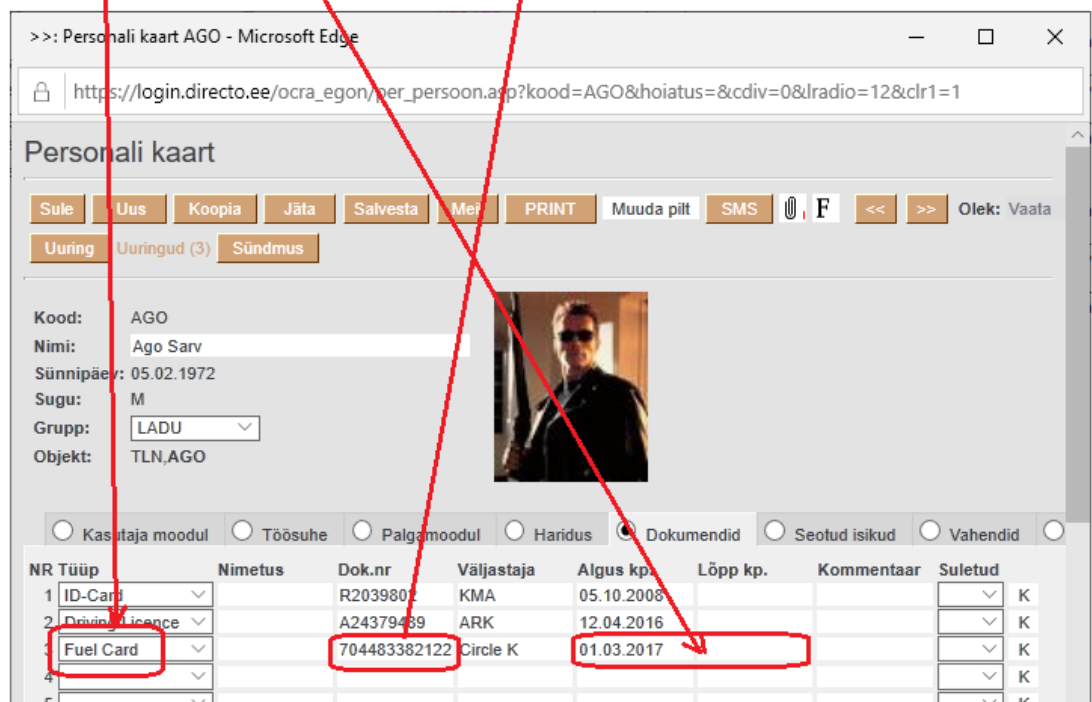 >>: Personali kaart AGO - Microsoft Edge
https://login.directo.ee/ocra_egon/per_persoon.asp?kood=AGO&hoiatus=&cdiv=0&lradio=12&clr1=1
Personali kaart
Sule Uus Koopia Jäta Salvesta Meil PRINT Muuda pilt SMS F << >> Olek: Vaata
Uuring Uuringud (3) Sündmus
Kood: AGO
Nimi: Ago Sarv
Sünnipäev: 05.02.1972
Sugu: M
Grupp: LADU
Objekt: TLN,AGO
Kasutaja moodul Töösuhe Palgamoodul Haridus Dokumendid Seotud isikud Vahendid
NR Tüüp Nimetus Dok.nr Väljastaja Algus kp. Lõpp kp. Kommentaar Suletud
1 ID-Card R2039802 KMA 05.10.2008 K
2 Driving Licence A24379489 ARK 12.04.2016 K
3 Fuel Card 704483382122 Circle K 01.03.2017 K
4 K